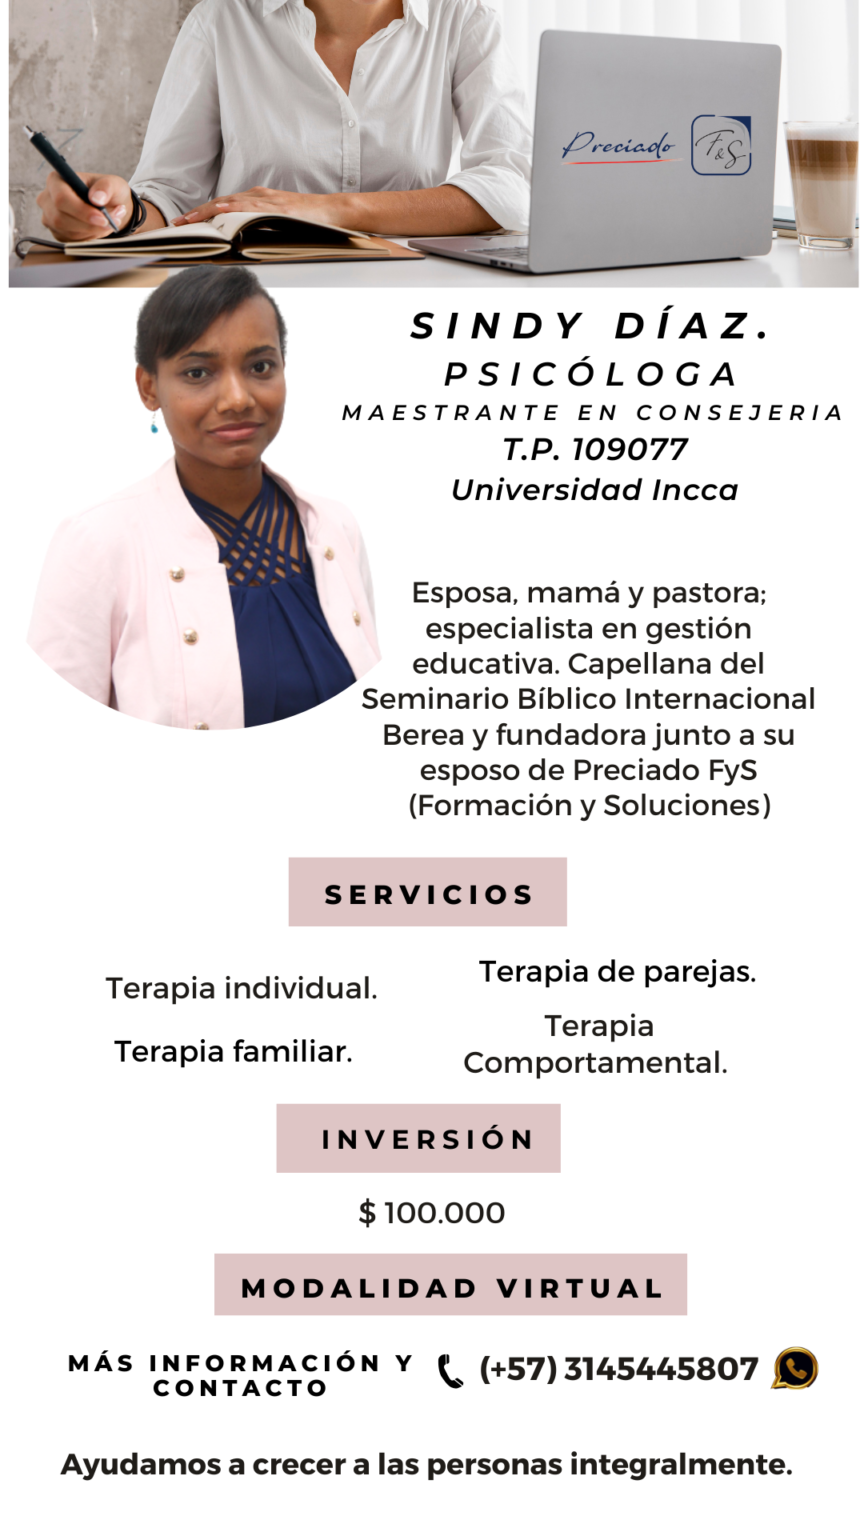 Preciado F&S
SINDY DÍAZ.
PSICÓLOGA
MAESTRANTE EN CONSEJERIA
T.P. 109077
Universidad Incca
Esposa, mamá y pastora;
especialista en gestión
educativa. Capellana del
Seminario Bíblico Internacional
Berea y fundadora junto a su
esposo de Preciado FyS
(Formación y Soluciones)
SERVICIOS
Terapia individual.
Terapia familiar.
Terapia de parejas.
Terapia
Comportamental.
INVERSIÓN
$ 100.000
MODALIDAD VIRTUAL
MÁS INFORMACIÓN Y
CONTACTO
(+57) 3145445807
Ayudamos a crecer a las personas integralmente.